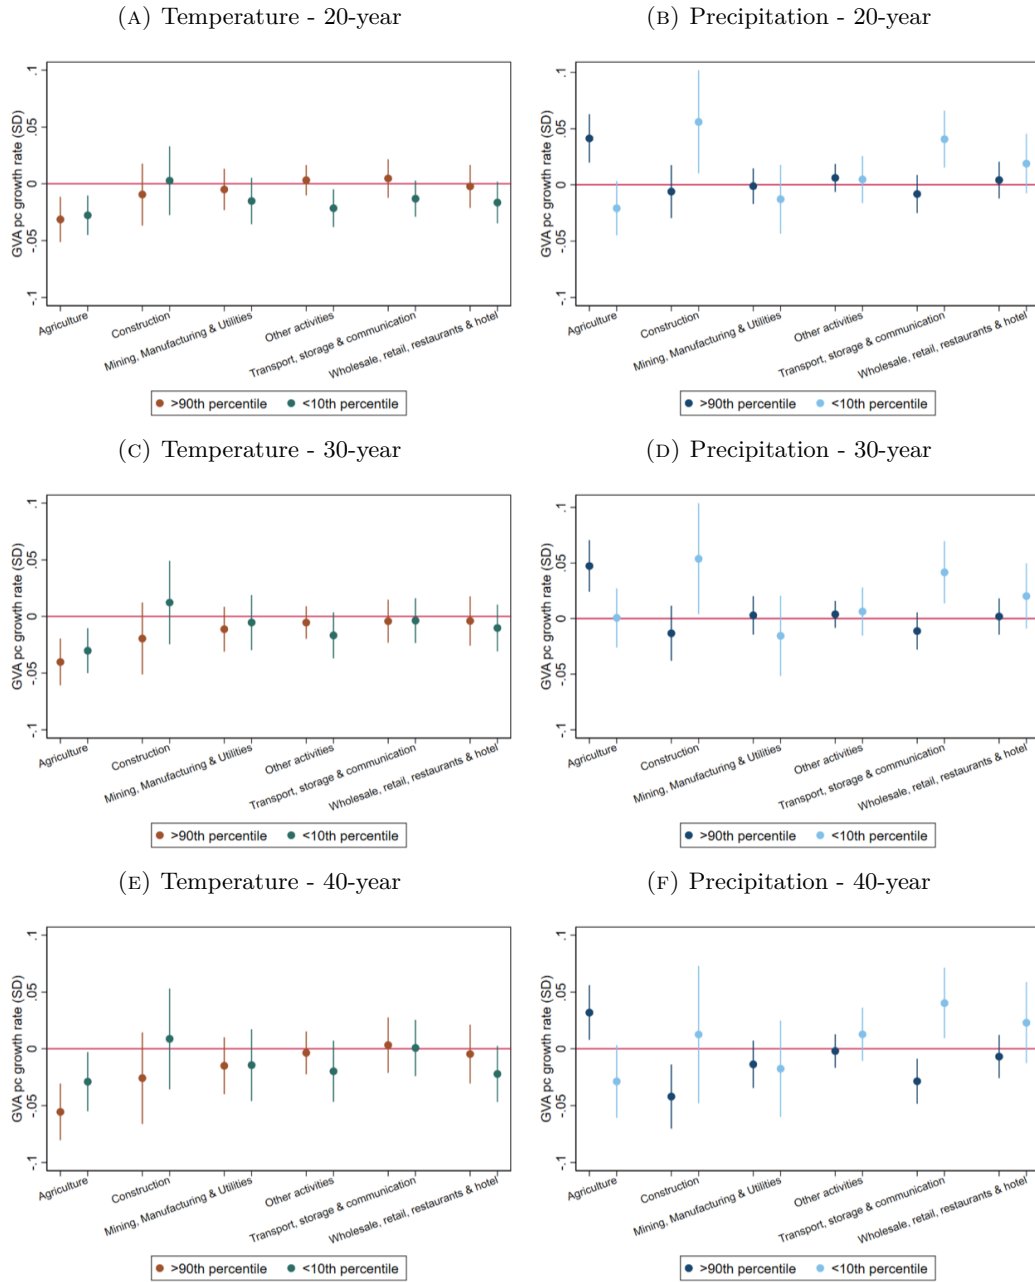 (A) Temperature - 20-year
(B) Precipitation - 20-year
GVA pc growth rate (SD)
.1
.05
0
-.05
-.1
Agriculture
Construction
Mining, Manufacturing & Utilities
Other activities
Transport, storage & communication
Wholesale, retail, restaurants & hotel
>90th percentile
<10th percentile
GVA pc growth rate (SD)
.1
.05
0
-.05
-.1
Agriculture
Construction
Mining, Manufacturing & Utilities
Other activities
Transport, storage & communication
Wholesale, retail, restaurants & hotel
>90th percentile
<10th percentile
(C) Temperature - 30-year
(D) Precipitation - 30-year
GVA pc growth rate (SD)
.1
.05
0
-.05
-.1
Agriculture
Construction
Mining, Manufacturing & Utilities
Other activities
Transport, storage & communication
Wholesale, retail, restaurants & hotel
>90th percentile
<10th percentile
GVA pc growth rate (SD)
.1
.05
0
-.05
-.1
Agriculture
Construction
Mining, Manufacturing & Utilities
Other activities
Transport, storage & communication
Wholesale, retail, restaurants & hotel
>90th percentile
<10th percentile
(E) Temperature - 40-year
(F) Precipitation - 40-year
GVA pc growth rate (SD)
.1
.05
0
-.05
-.1
Agriculture
Construction
Mining, Manufacturing & Utilities
Other activities
Transport, storage & communication
Wholesale, retail, restaurants & hotel
>90th percentile
<10th percentile
GVA pc growth rate (SD)
.1
.05
0
-.05
-.1
Agriculture
Construction
Mining, Manufacturing & Utilities
Other activities
Transport, storage & communication
Wholesale, retail, restaurants & hotel
>90th percentile
<10th percentile